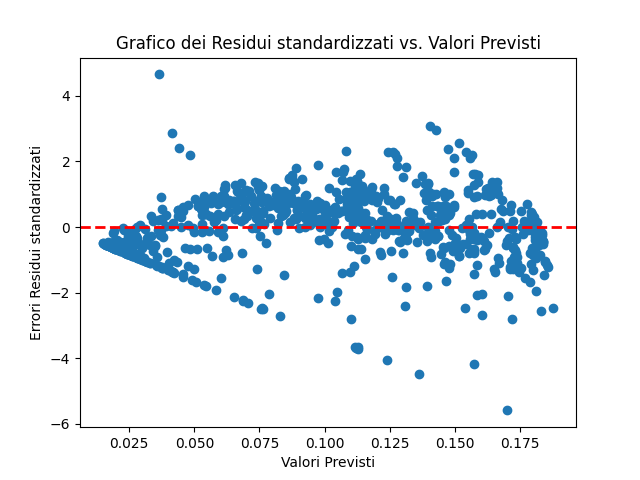 Grafico dei Residui standardizzati vs. Valori Previsti
Errori Residui standardizzati
4
2
0
−2
−4
−6
0.025 0.050 0.075 0.100 0.125 0.150 0.175
Valori Previsti